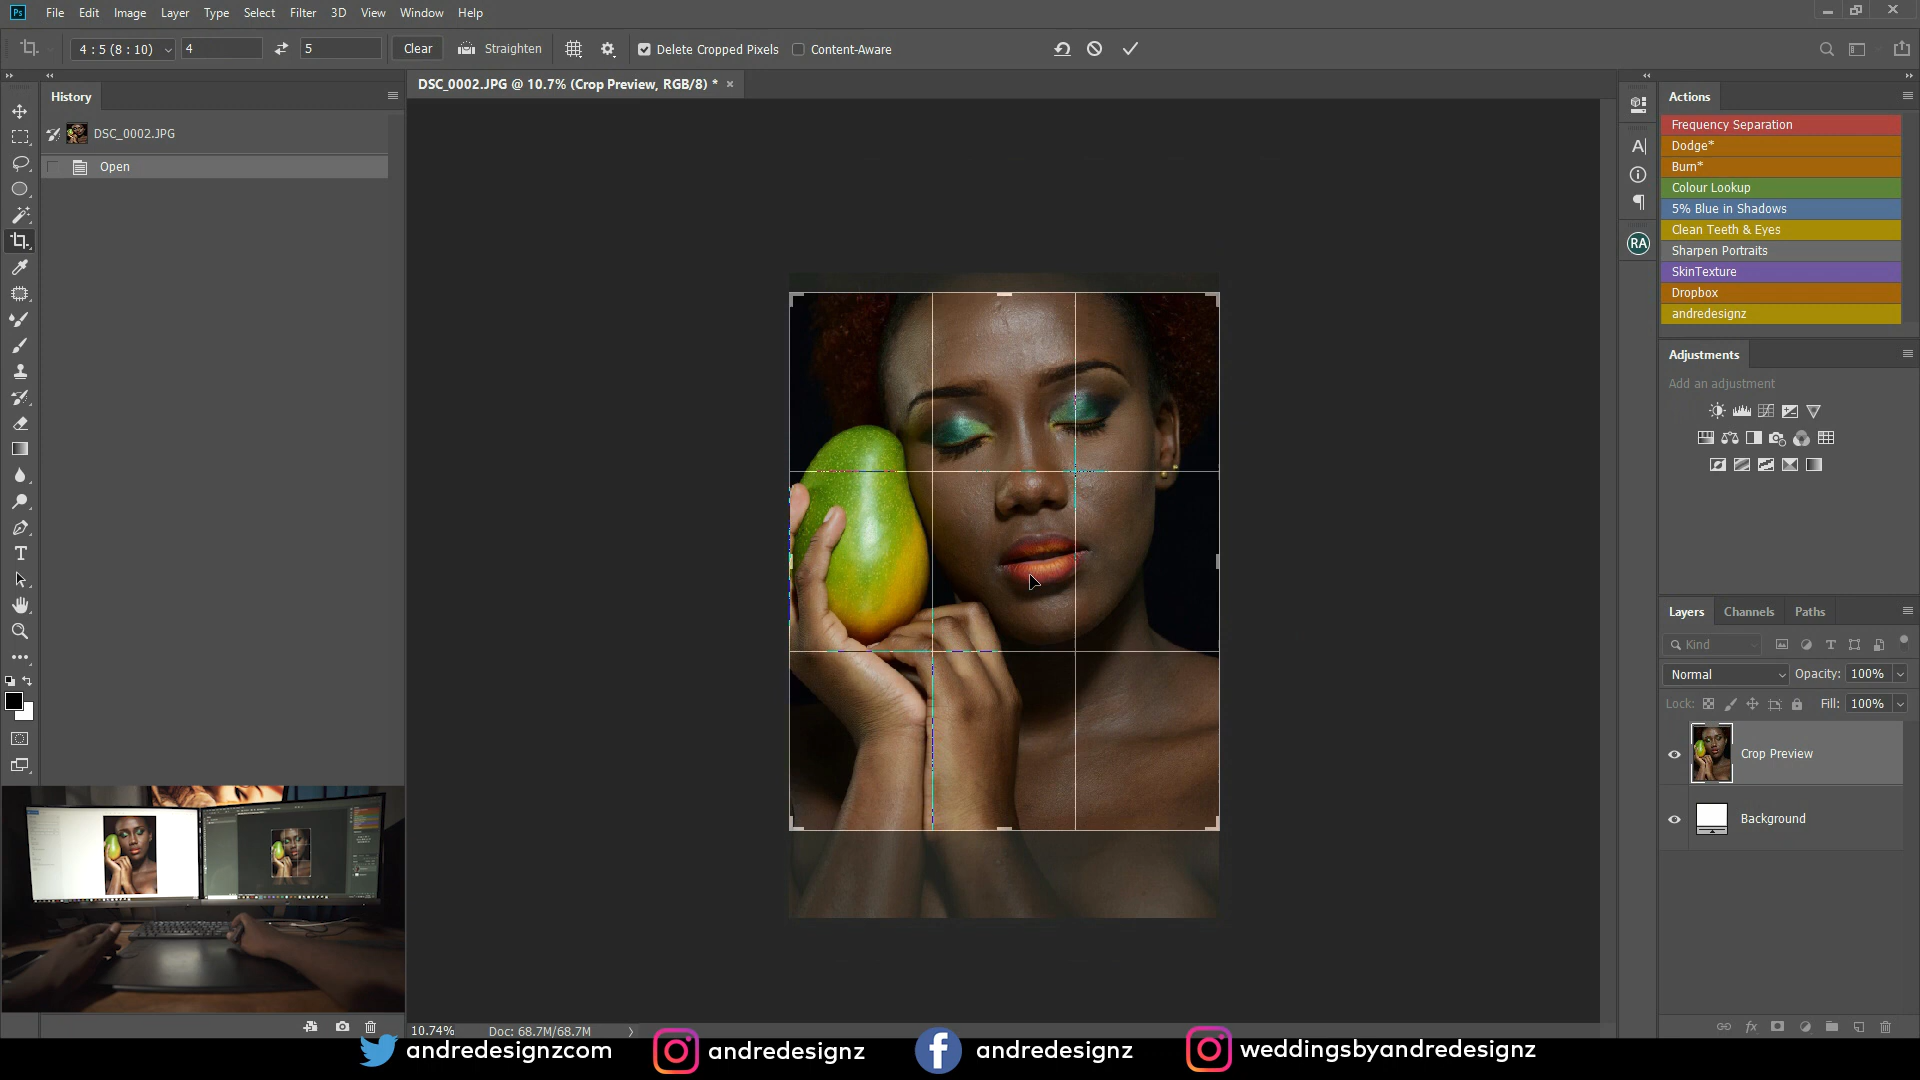 Ps File Edit Image Layer Type Select Filter 3D View Window Help
4 : 5 (8 : 10) 4 5 Clear Straighten Delete Cropped Pixels Content-Aware
History
DSC_0002.JPG
Open
DSC_0002.JPG @ 10.7% (Crop Preview, RGB/8) * ×
10.74% Doc: 68.7M/68.7M
A
RA
Actions
Frequency Separation
Dodge*
Burn*
Colour Lookup
5% Blue in Shadows
Clean Teeth & Eyes
Sharpen Portraits
SkinTexture
Dropbox
andredesignz
Adjustments
Add an adjustment
Layers Channels Paths
Kind
Normal Opacity: 100%
Lock: Fill: 100%
Crop Preview
Background
fx
andredesignzcom andredesignz andredesignz weddingsbyandredesignz